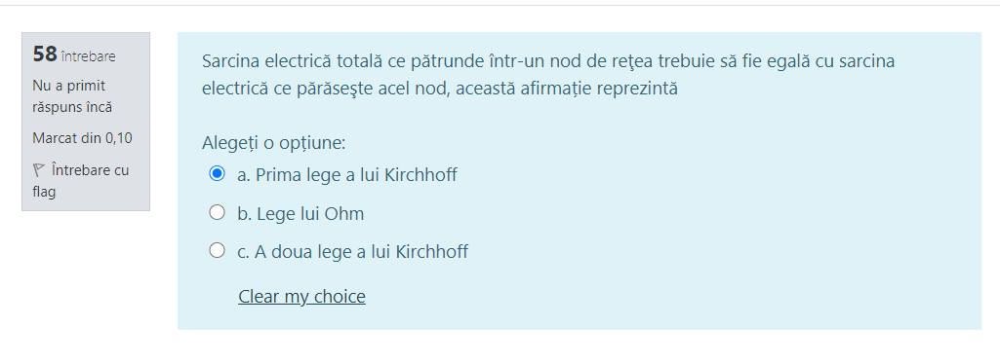 58 întrebare
Nu a primit
răspuns încă
Marcat din 0,10
Întrebare cu
flag
Sarcina electrică totală ce pătrunde într-un nod de reţea trebuie să fie egală cu sarcina
electrică ce părăseşte acel nod, această afirmație reprezintă
Alegeți o opțiune:
a. Prima lege a lui Kirchhoff
b. Lege lui Ohm
c. A doua lege a lui Kirchhoff
Clear my choice